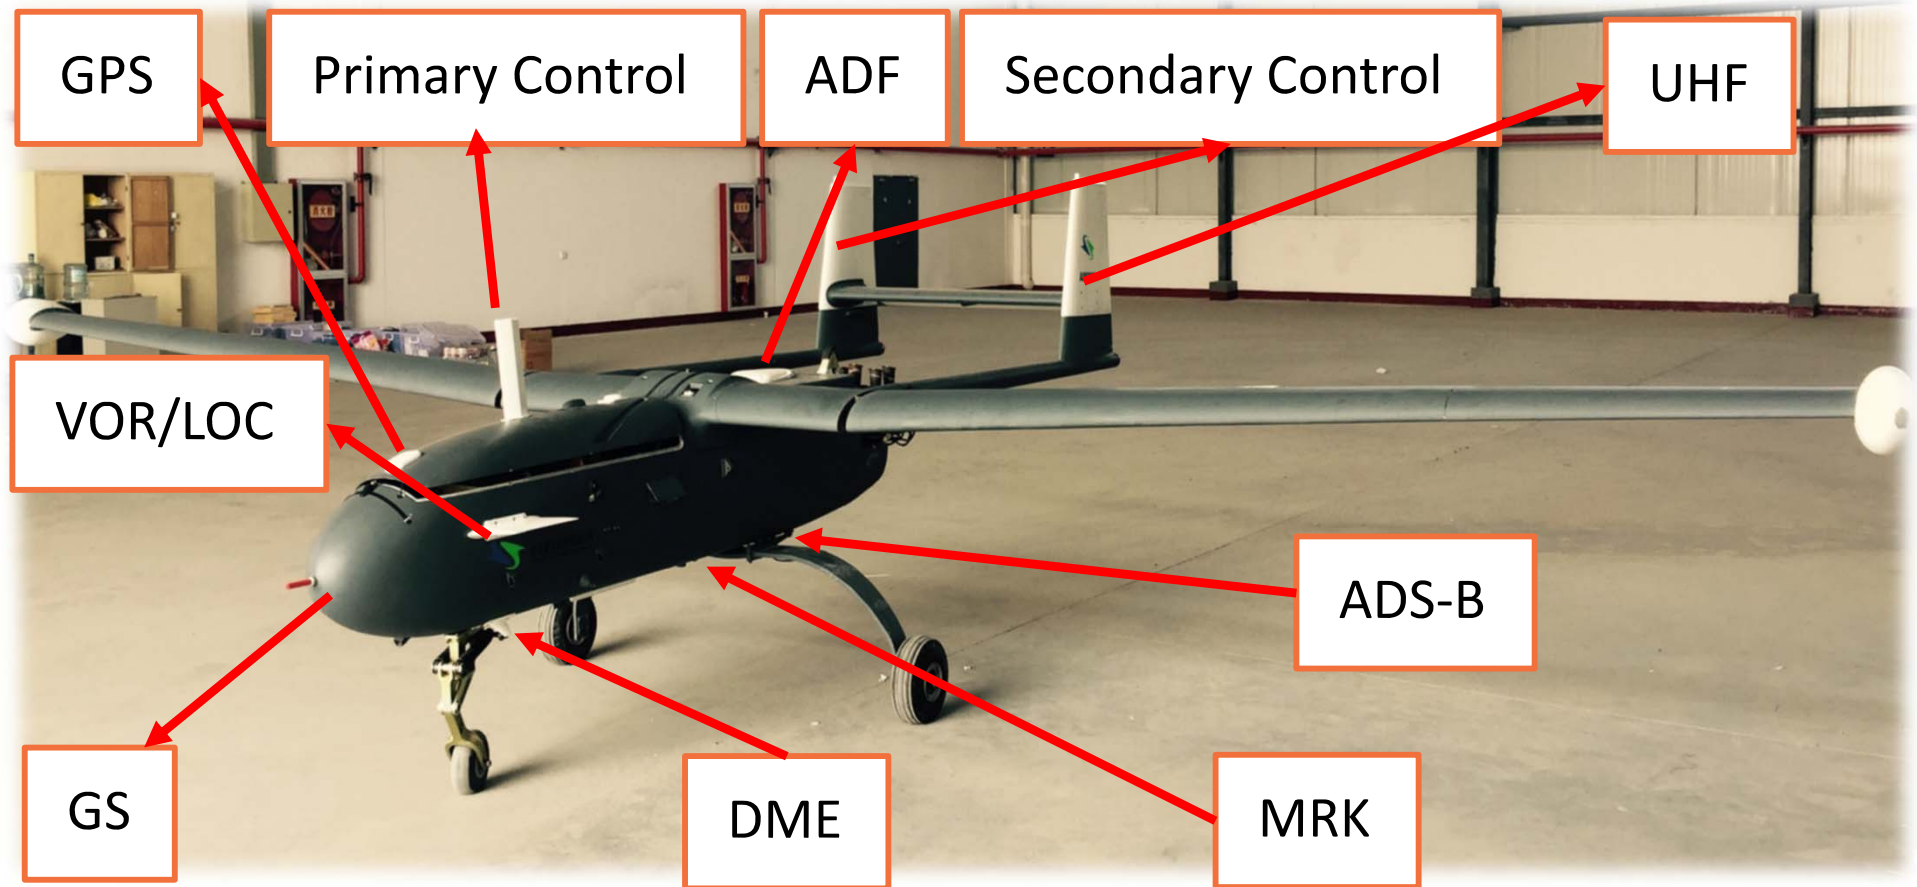 GPS
Primary Control
ADF
Secondary Control
UHF
VOR/LOC
ADS-B
GS
DME
MRK